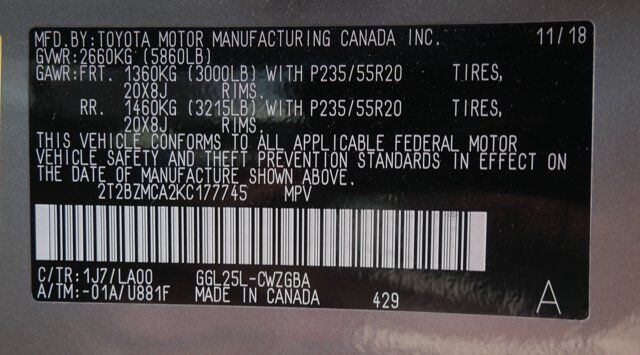 MFD.BY:TOYOTA MOTOR MANUFACTURING CANADA INC. 11/18
GVWR:2660KG (5860LB)
GAWR:FRT. 1360KG (3000LB) WITH P235/55R20 TIRES,
20X8J RIMS.
RR. 1460KG (3215LB) WITH P235/55R20 TIRES,
20X8J RIMS.
THIS VEHICLE CONFORMS TO ALL APPLICABLE FEDERAL MOTOR
VEHICLE SAFETY AND THEFT PREVENTION STANDARDS IN EFFECT ON
THE DATE OF MANUFACTURE SHOWN ABOVE.
2T2BZMCA2KC177745 MPV
C/TR:1J7/LA00 GGL25L-CWZGBA
A/TM:-01A/U881F MADE IN CANADA 429 A